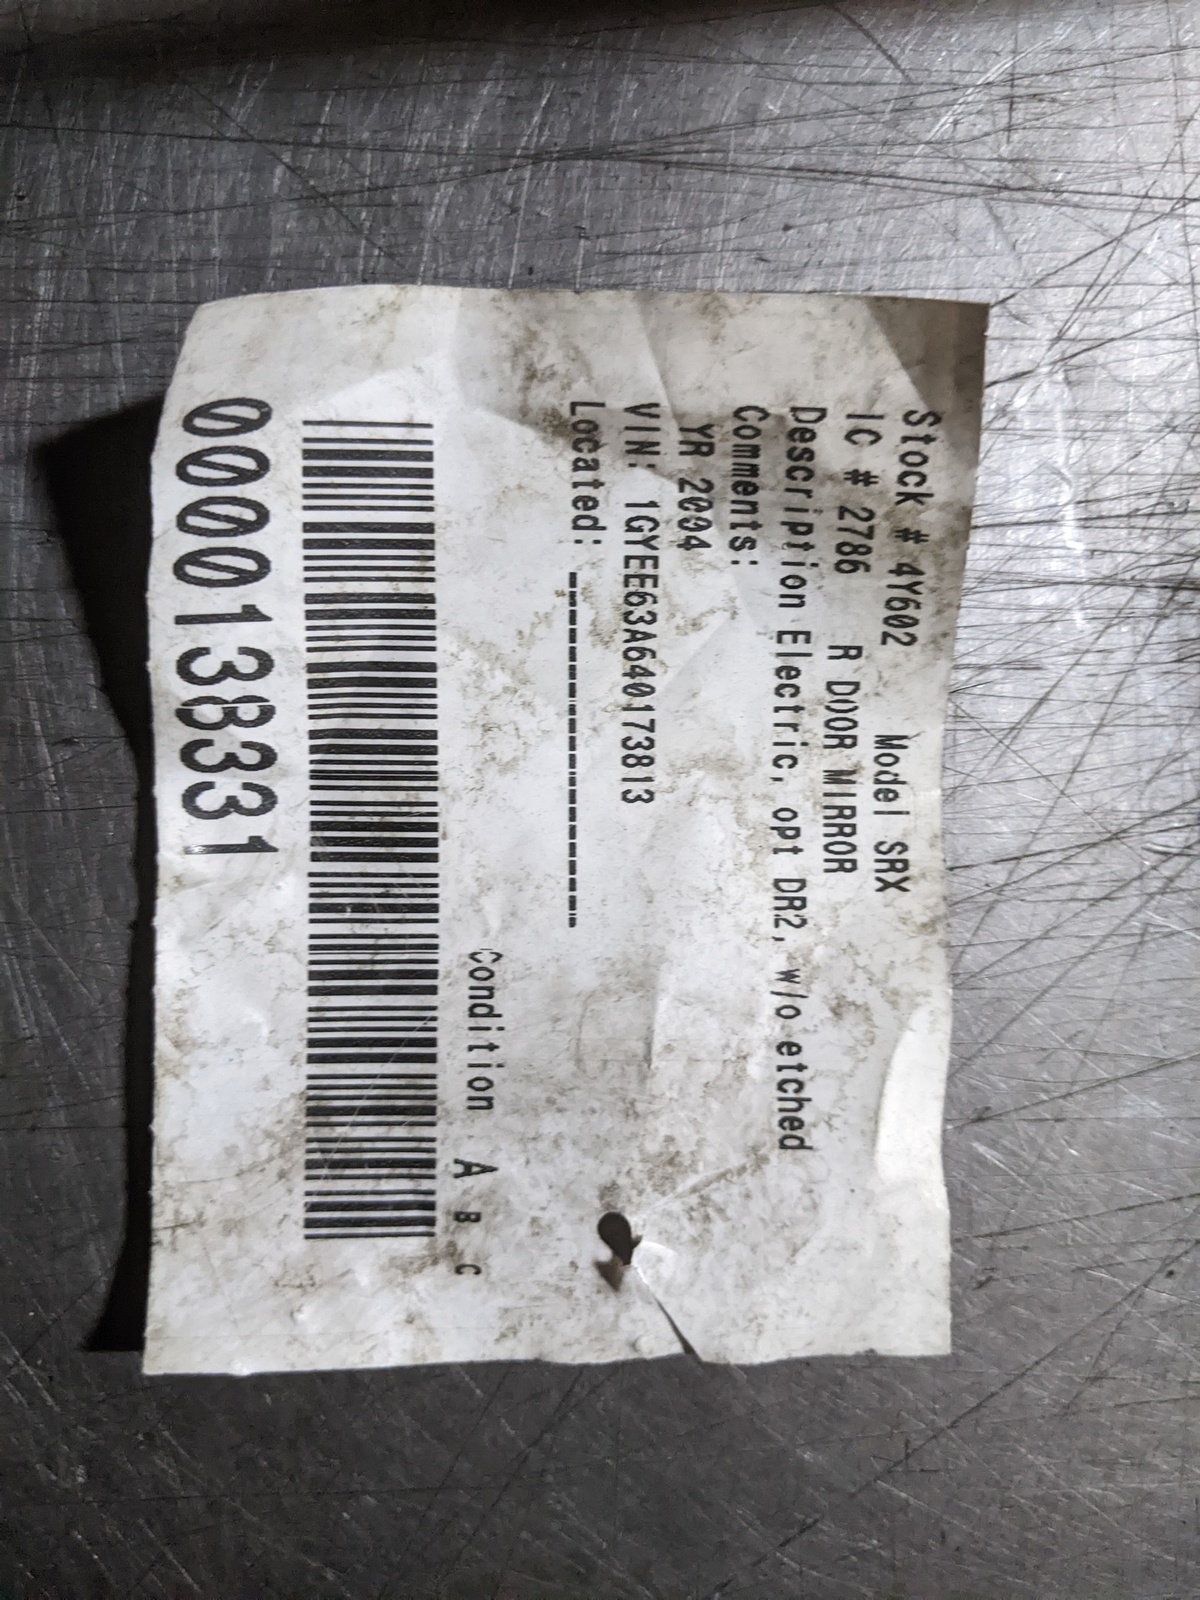 Stock # 4Y602 Model SRX
IC # 2786 R DOOR MIRROR
Description Electric, opt DR2, w/o etched
Comments:
YR 2004
VIN: 1GYEE63A640173813
Located: ____________________
Condition A B C
0000138331